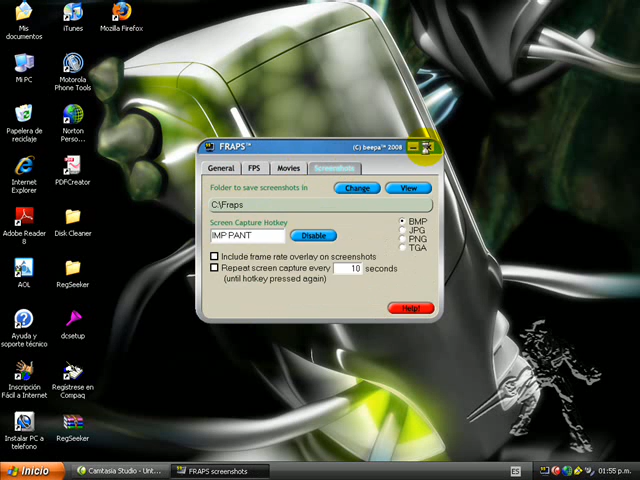 Mis documentos
iTunes
Mozilla Firefox
Mi PC
Motorola Phone Tools
Papelera de reciclaje
Norton Perso...
Internet Explorer
PDFCreator
Adobe Reader 8
Disk Cleaner
AOL
RegSeeker
Ayuda y soporte técnico
dcsetup
Inscripción Fácil a Internet
Regístrese en Compaq
Instalar PC a telefono
RegSeeker
FRAPS™
(C) beepa™ 2008
General
FPS
Movies
Screenshots
Folder to save screenshots in
Change
View
C:\Fraps
Screen Capture Hotkey
IMP PANT
Disable
BMP
JPG
PNG
TGA
Include frame rate overlay on screenshots
Repeat screen capture every 10 seconds
(until hotkey pressed again)
Help!
Inicio
Camtasia Studio - Unt...
FRAPS screenshots
ES
01:55 p.m.